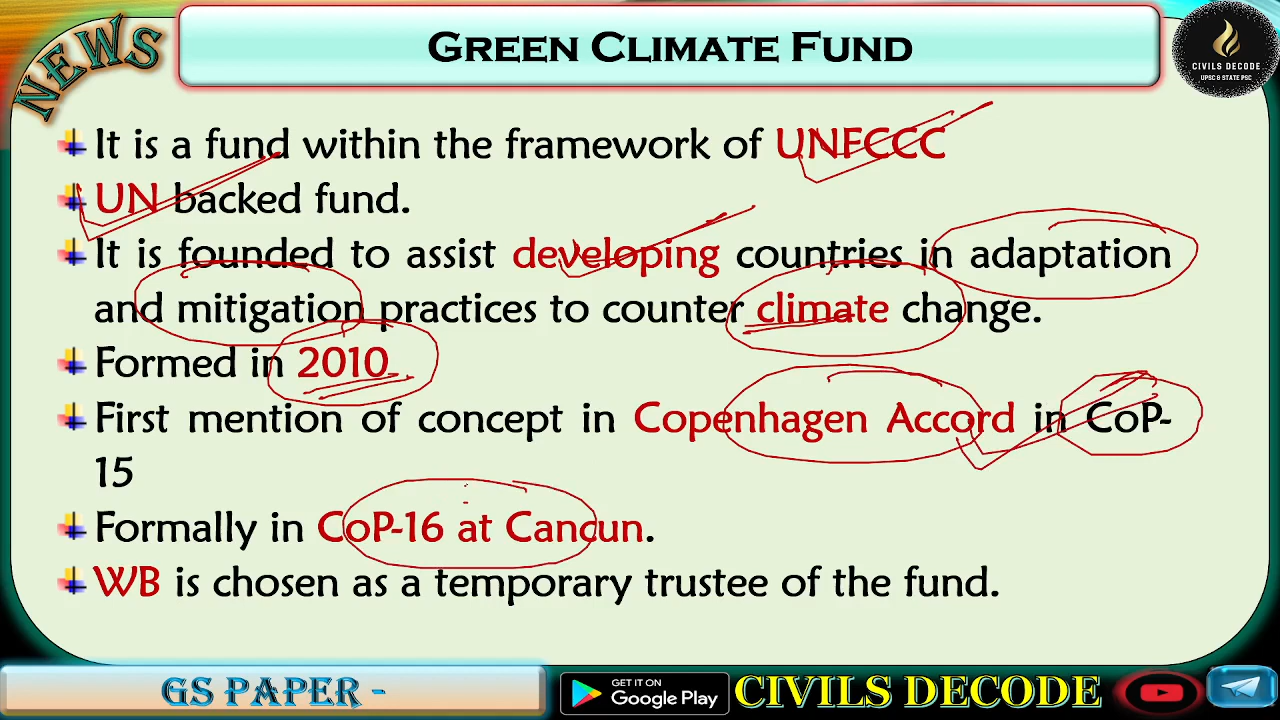 NEWS
GREEN CLIMATE FUND
CIVILS DECODE
UPSC & STATE PSC
It is a fund within the framework of UNFCCC
UN backed fund.
It is founded to assist developing countries in adaptation
and mitigation practices to counter climate change.
Formed in 2010
First mention of concept in Copenhagen Accord in CoP-
15
Formally in CoP-16 at Cancun.
WB is chosen as a temporary trustee of the fund.
GS PAPER -
GET IT ON
Google Play
CIVILS DECODE